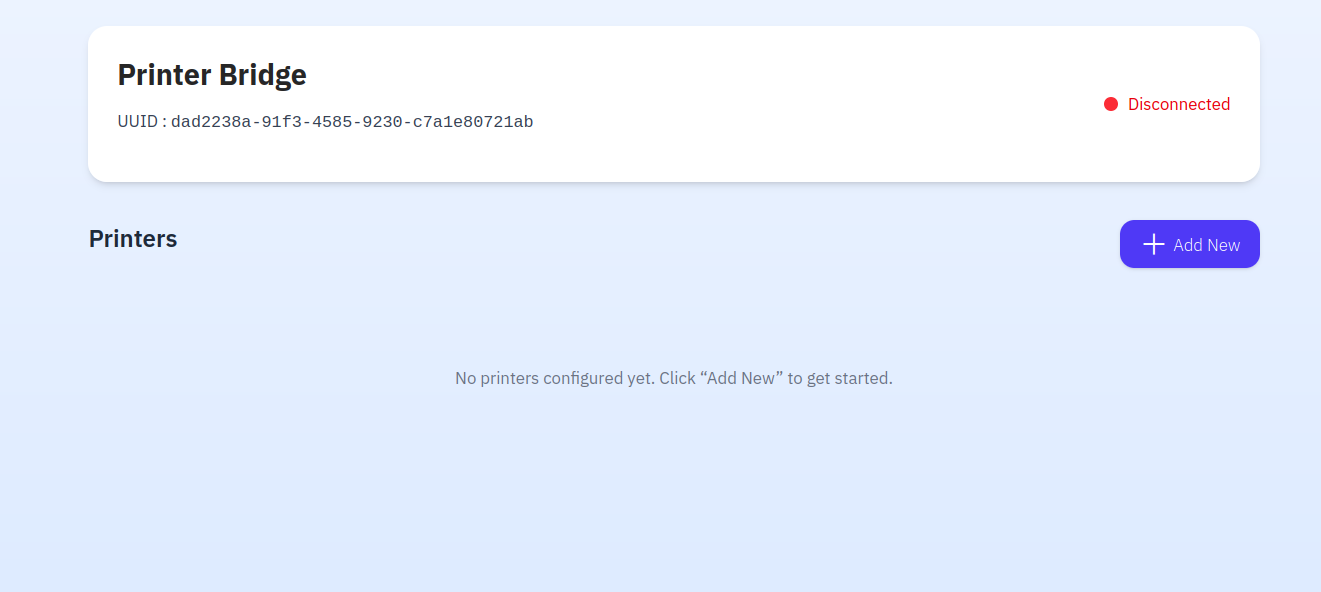 Printer Bridge
UUID : dad2238a-91f3-4585-9230-c7a1e80721ab
Disconnected
Printers
Add New
No printers configured yet. Click “Add New” to get started.